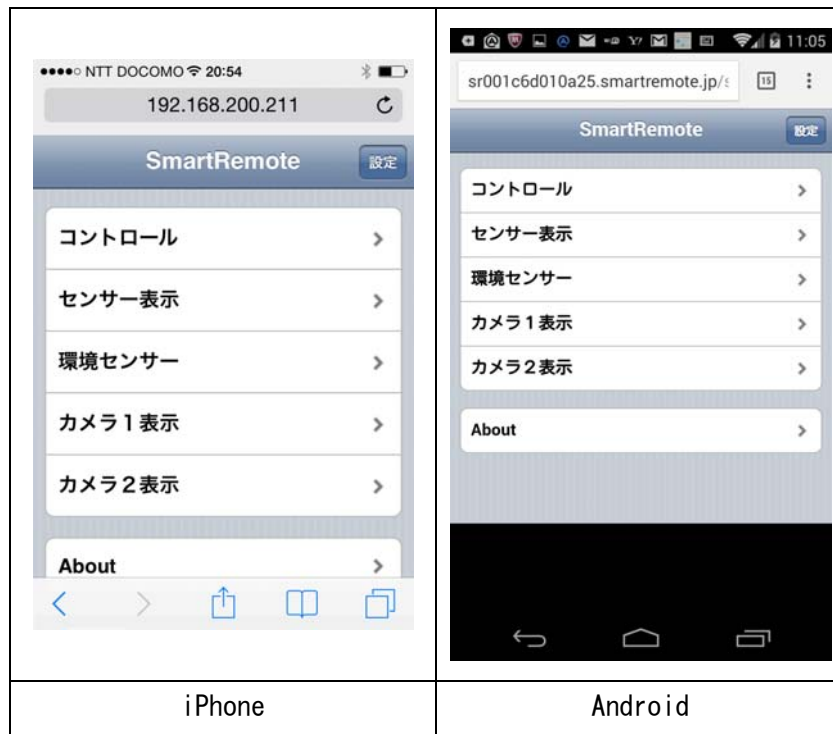 ●●●●○ NTT DOCOMO 20:54
192.168.200.211
SmartRemote 設定
コントロール
センサー表示
環境センサー
カメラ1表示
カメラ2表示
About
iPhone
11:05
sr001c6d010a25.smartremote.jp/s
15
SmartRemote 設定
コントロール
センサー表示
環境センサー
カメラ1表示
カメラ2表示
About
Android